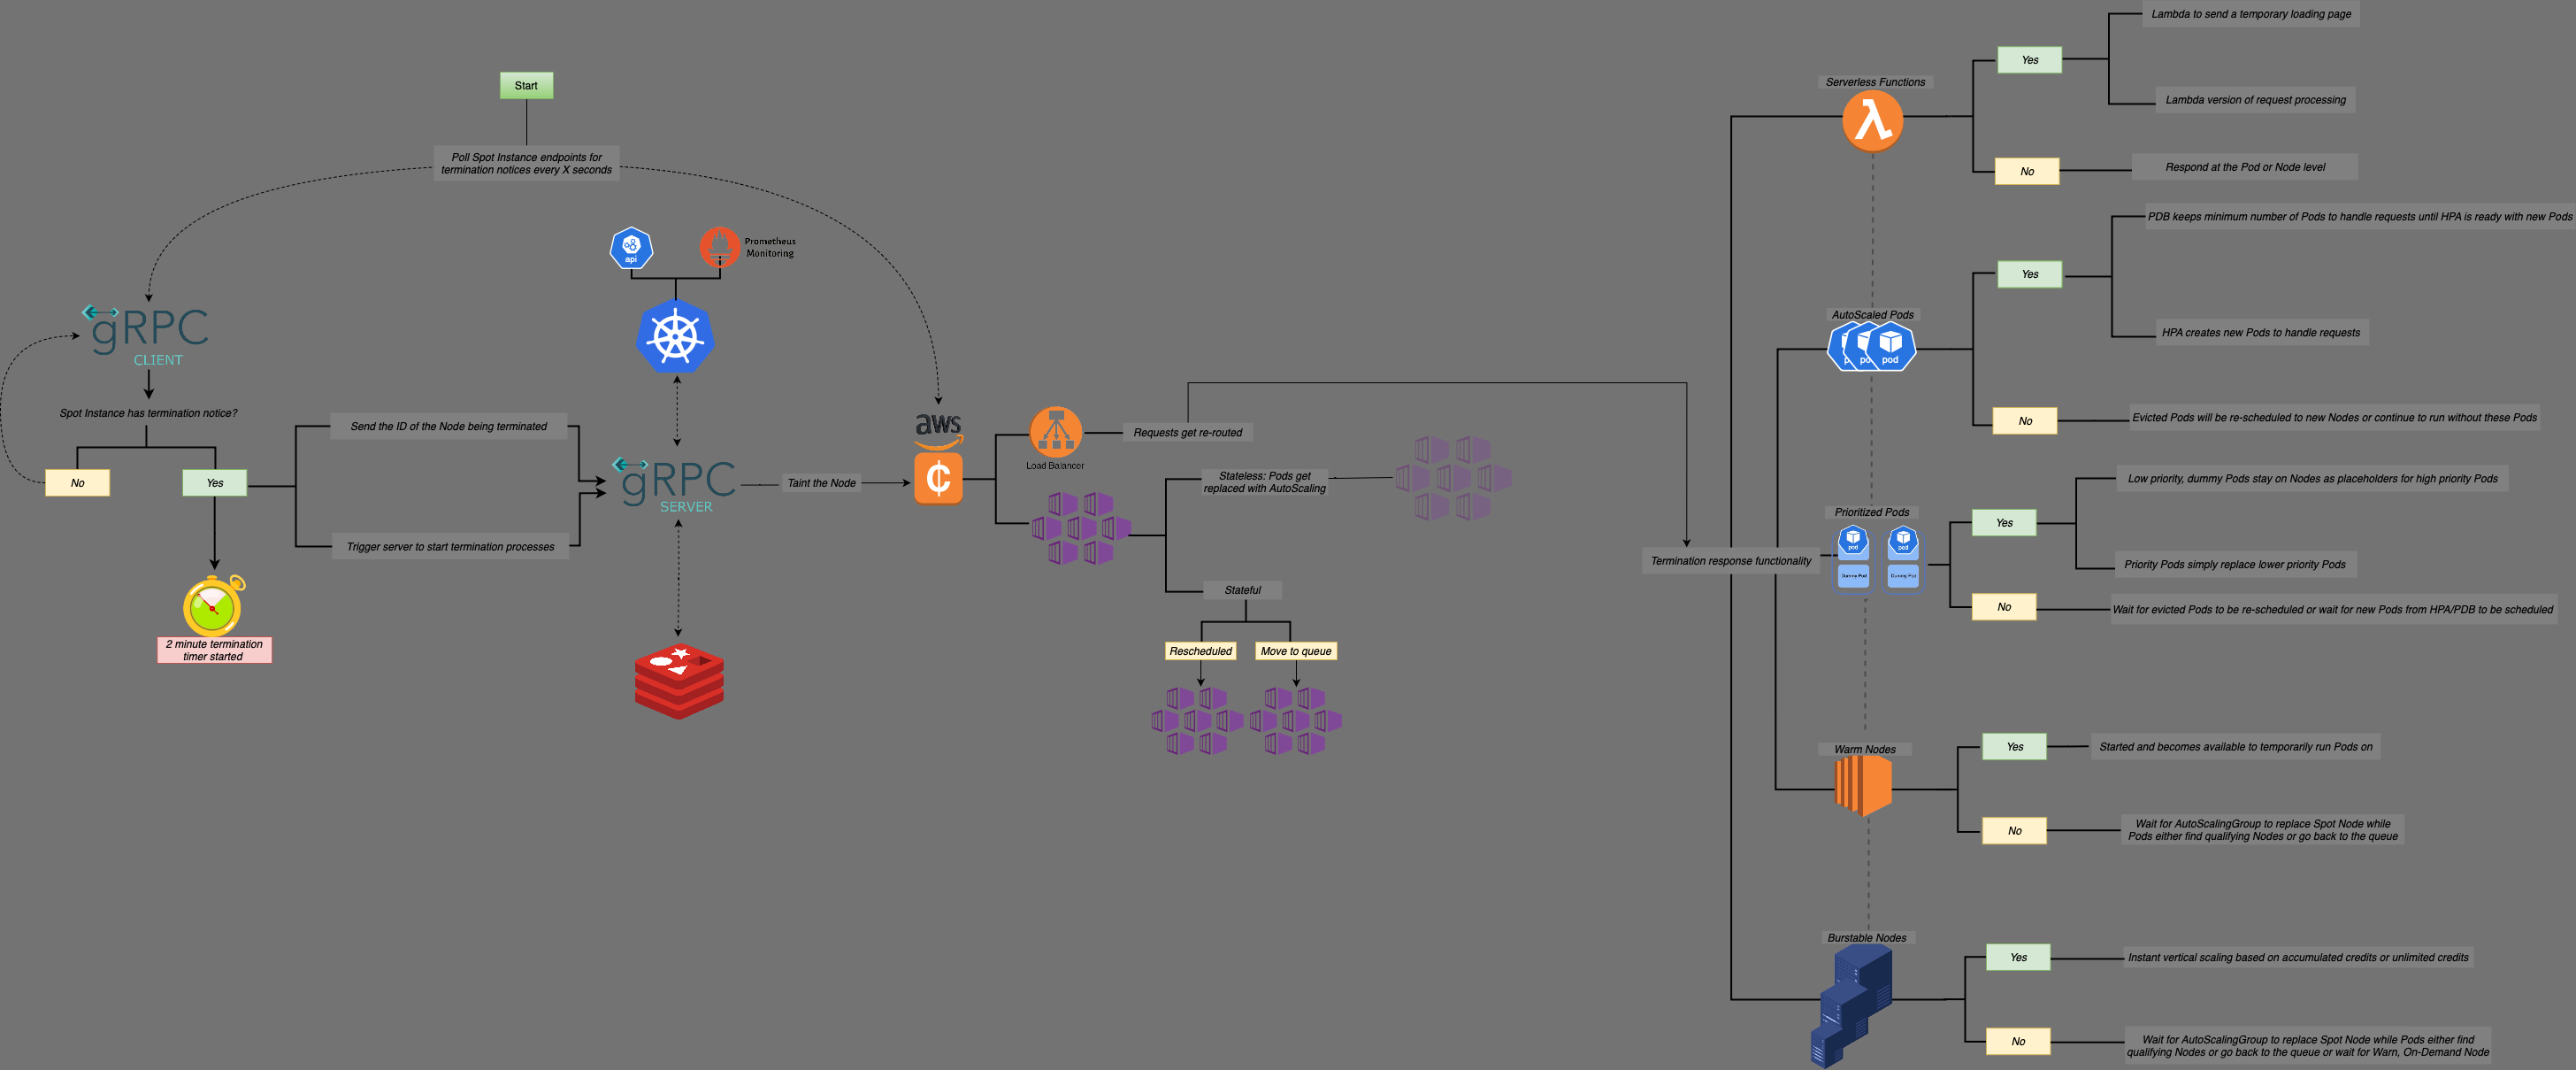 Start
Poll Spot Instance endpoints for
termination notices every X seconds
api
Prometheus
Monitoring
gRPC
CLIENT
Spot Instance has termination notice?
No
Yes
2 minute termination
timer started
Send the ID of the Node being terminated
Trigger server to start termination processes
gRPC
SERVER
Taint the Node
aws
Load Balancer
Requests get re-routed
Stateless: Pods get
replaced with AutoScaling
Stateful
Rescheduled
Move to queue
Termination response functionality
Serverless Functions
Yes
Lambda to send a temporary loading page
Lambda version of request processing
No
Respond at the Pod or Node level
AutoScaled Pods
pod
Yes
PDB keeps minimum number of Pods to handle requests until HPA is ready with new Pods
HPA creates new Pods to handle requests
No
Evicted Pods will be re-scheduled to new Nodes or continue to run without these Pods
Prioritized Pods
pod
pod
Dummy Pod
Dummy Pod
Yes
Low priority, dummy Pods stay on Nodes as placeholders for high priority Pods
Priority Pods simply replace lower priority Pods
No
Wait for evicted Pods to be re-scheduled or wait for new Pods from HPA/PDB to be scheduled
Warm Nodes
Yes
Started and becomes available to temporarily run Pods on
No
Wait for AutoScalingGroup to replace Spot Node while
Pods either find qualifying Nodes or go back to the queue
Burstable Nodes
Yes
Instant vertical scaling based on accumulated credits or unlimited credits
No
Wait for AutoScalingGroup to replace Spot Node while Pods either find
qualifying Nodes or go back to the queue or wait for Warn, On-Demand Node